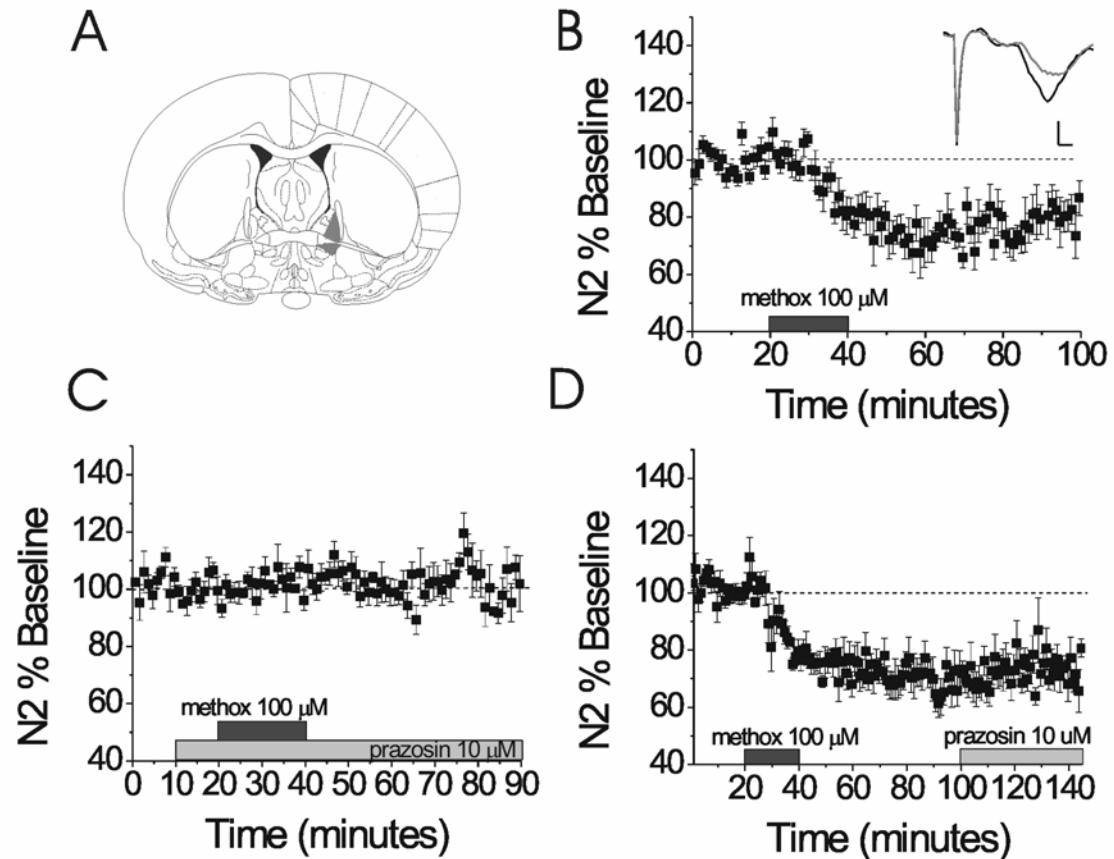 A
B
140
120
100
80
60
40
N2 % Baseline
methox 100 μM
0 20 40 60 80 100
Time (minutes)
C
140
120
100
80
60
40
N2 % Baseline
methox 100 μM
prazosin 10 μM
0 10 20 30 40 50 60 70 80 90
Time (minutes)
D
140
120
100
80
60
40
N2 % Baseline
methox 100 μM
prazosin 10 uM
20 40 60 80 100 120 140
Time (minutes)